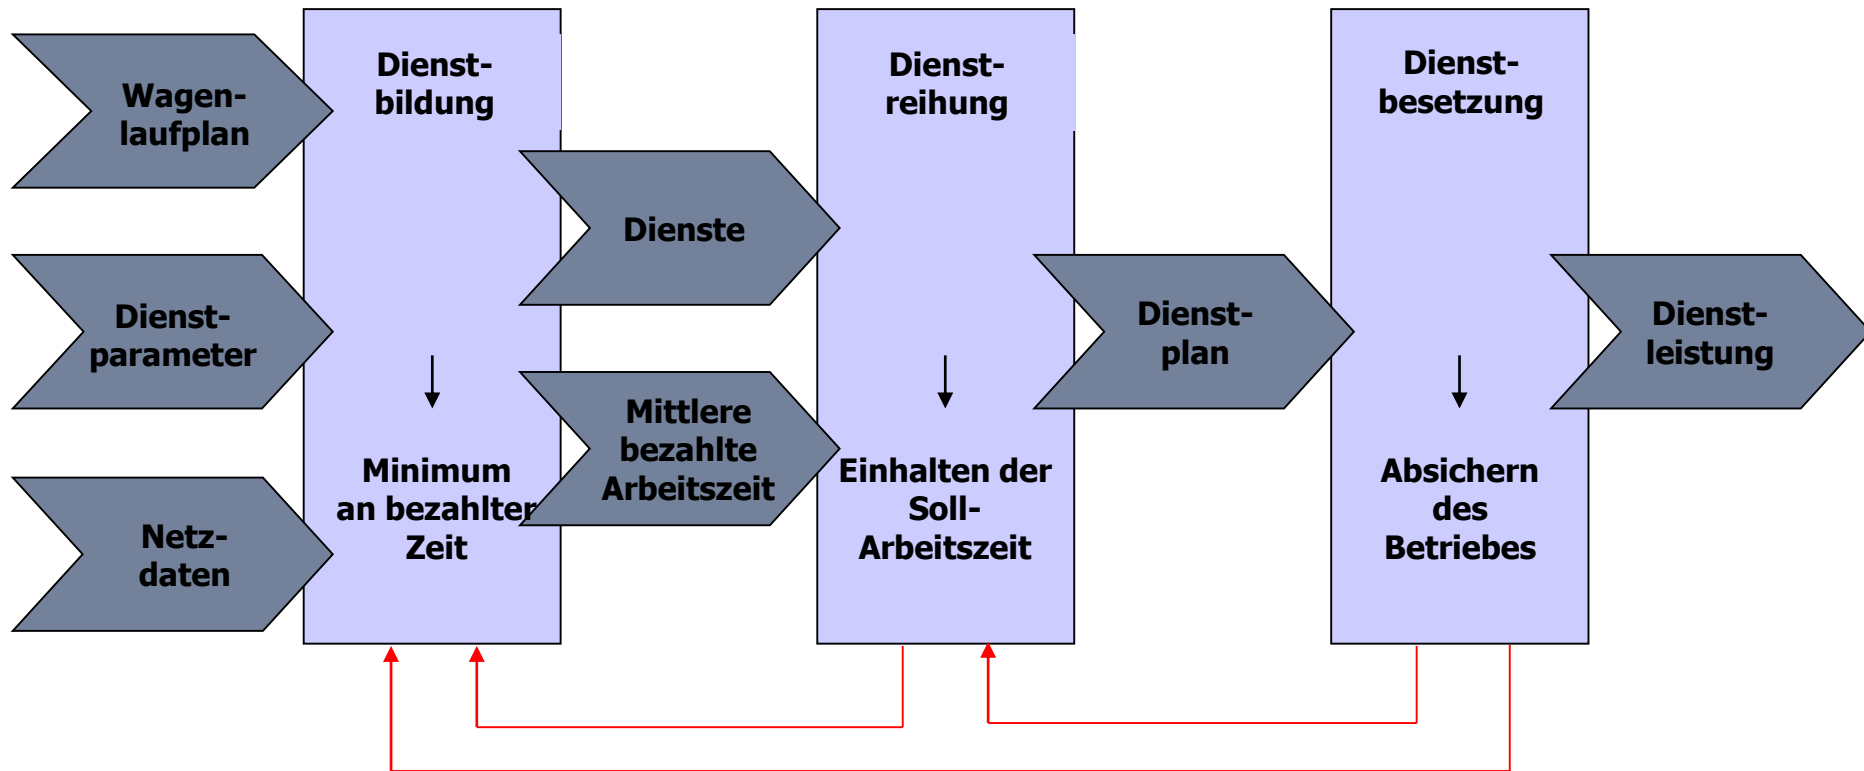 Wagen-
laufplan
Dienst-
parameter
Netz-
daten
Dienst-
bildung
Minimum
an bezahlter
Zeit
Dienste
Mittlere
bezahlte
Arbeitszeit
Dienst-
reihung
Einhalten der
Soll-
Arbeitszeit
Dienst-
plan
Dienst-
besetzung
Absichern
des
Betriebes
Dienst-
leistung